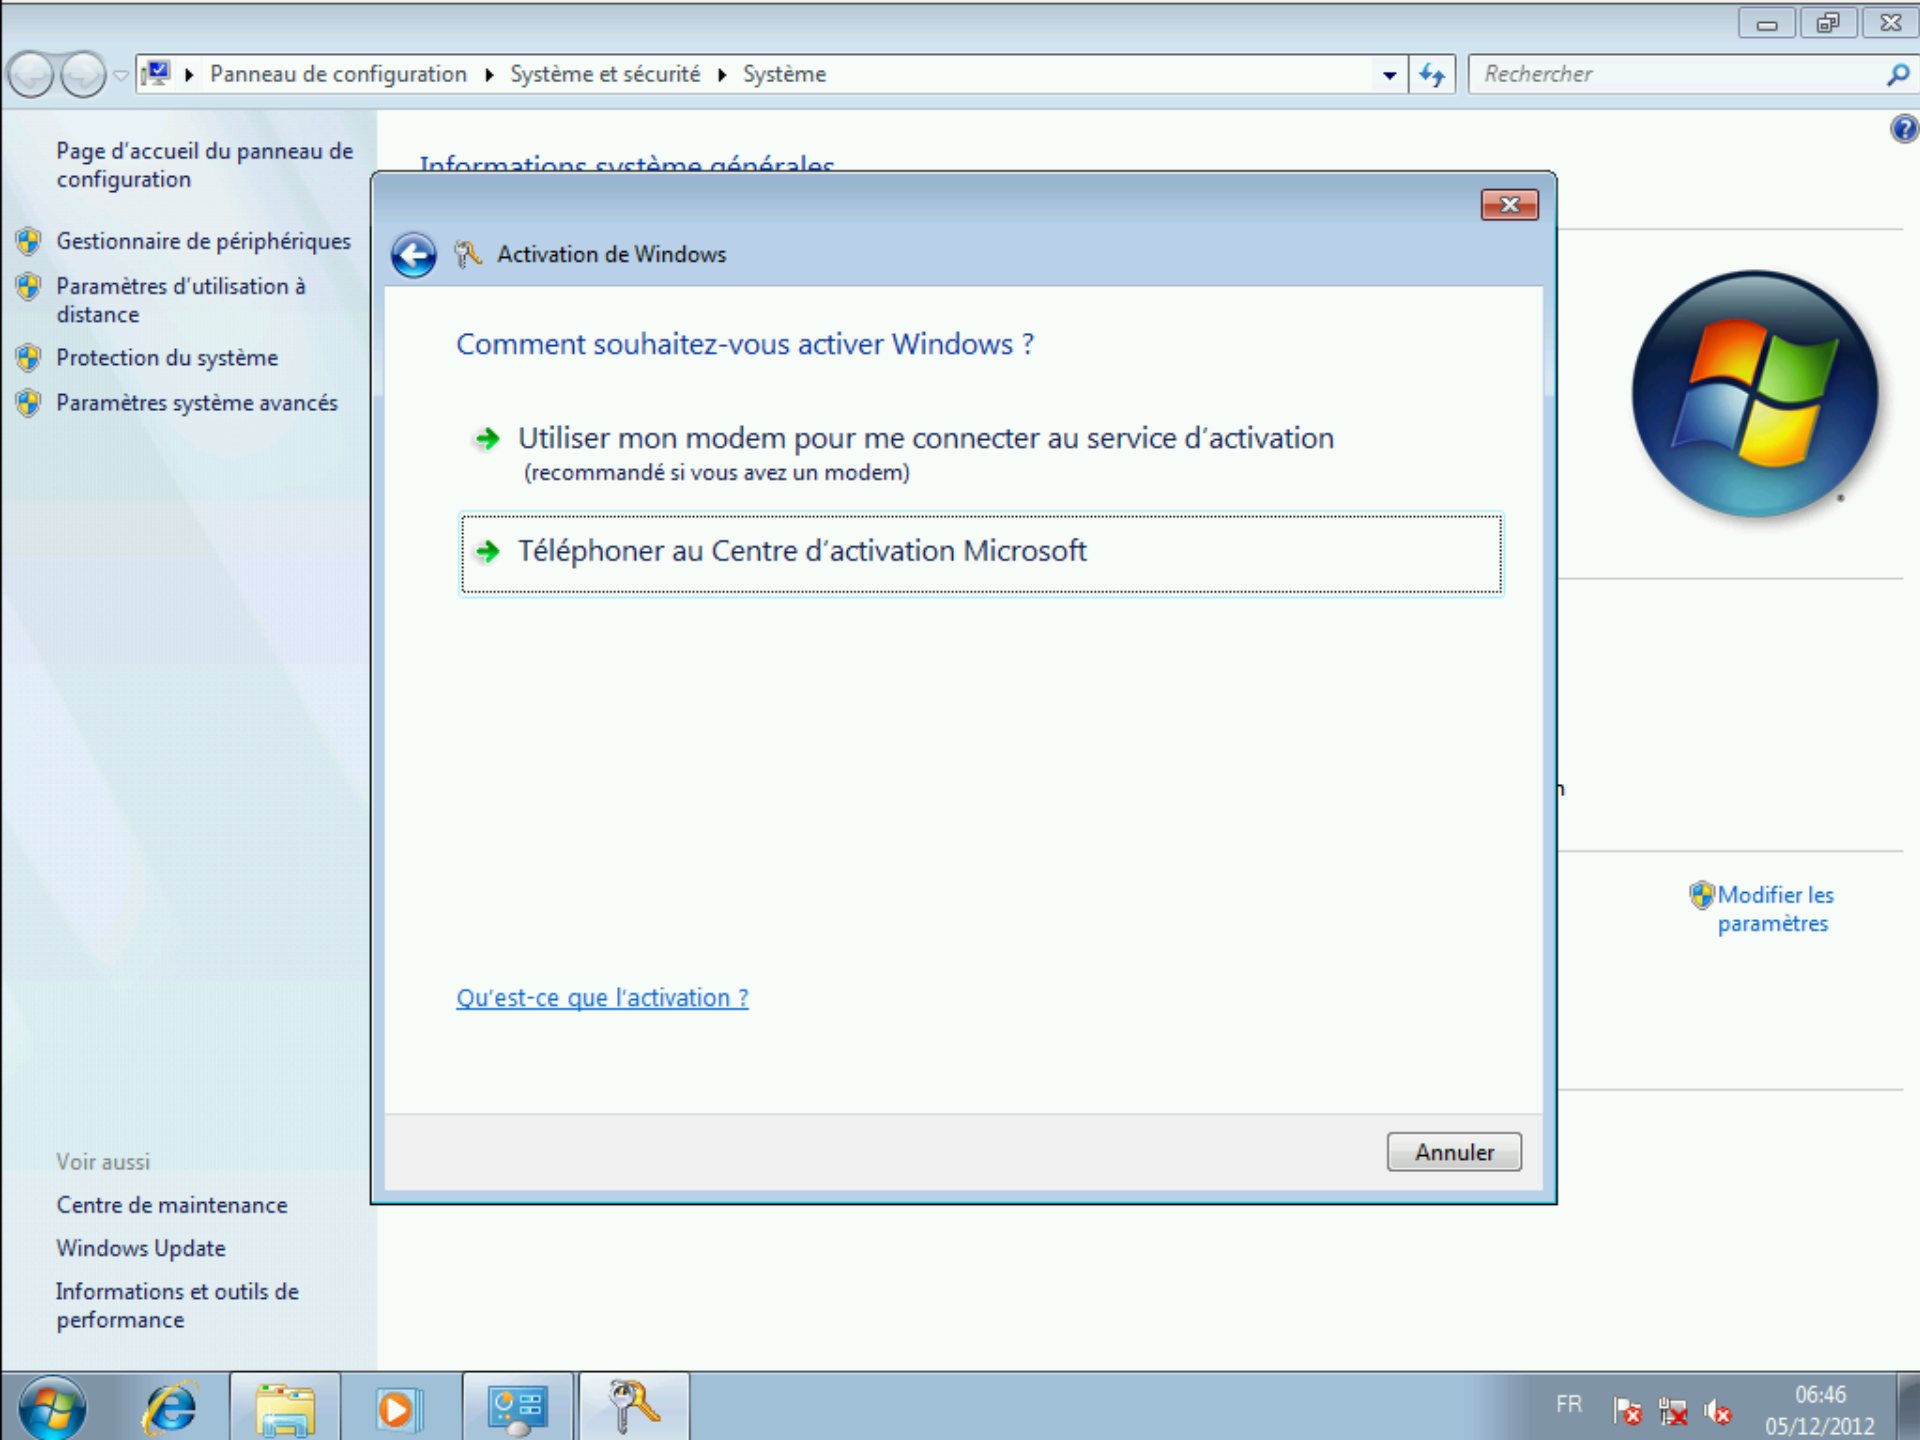 Panneau de configuration Système et sécurité Système
Rechercher
Page d'accueil du panneau de
configuration
Gestionnaire de périphériques
Paramètres d'utilisation à
distance
Protection du système
Paramètres système avancés
Voir aussi
Centre de maintenance
Windows Update
Informations et outils de
performance
Informations système générales
Activation de Windows
Comment souhaitez-vous activer Windows ?
Utiliser mon modem pour me connecter au service d'activation
(recommandé si vous avez un modem)
Téléphoner au Centre d'activation Microsoft
Qu'est-ce que l'activation ?
Annuler
Modifier les
paramètres
FR
06:46
05/12/2012